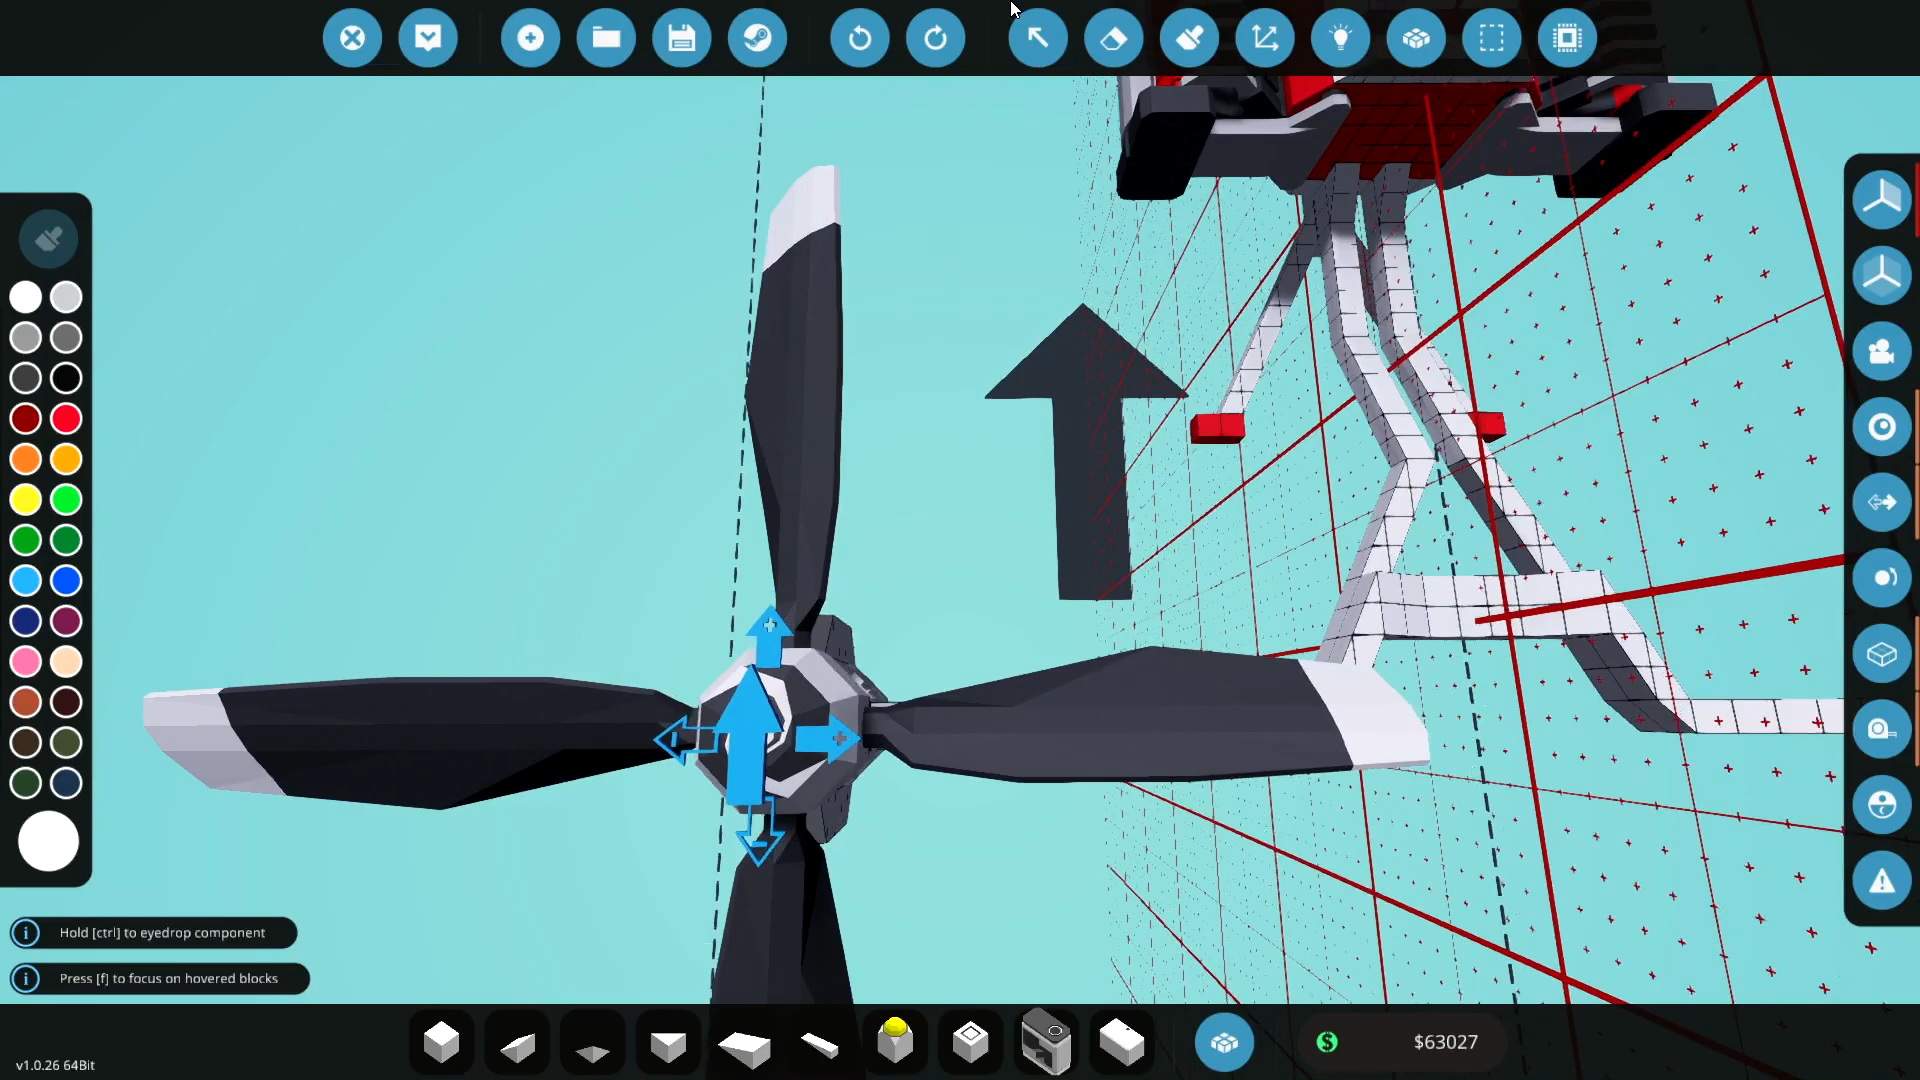 Hold [ctrl] to eyedrop component
Press [f] to focus on hovered blocks
v1.0.26 64Bit
$63027